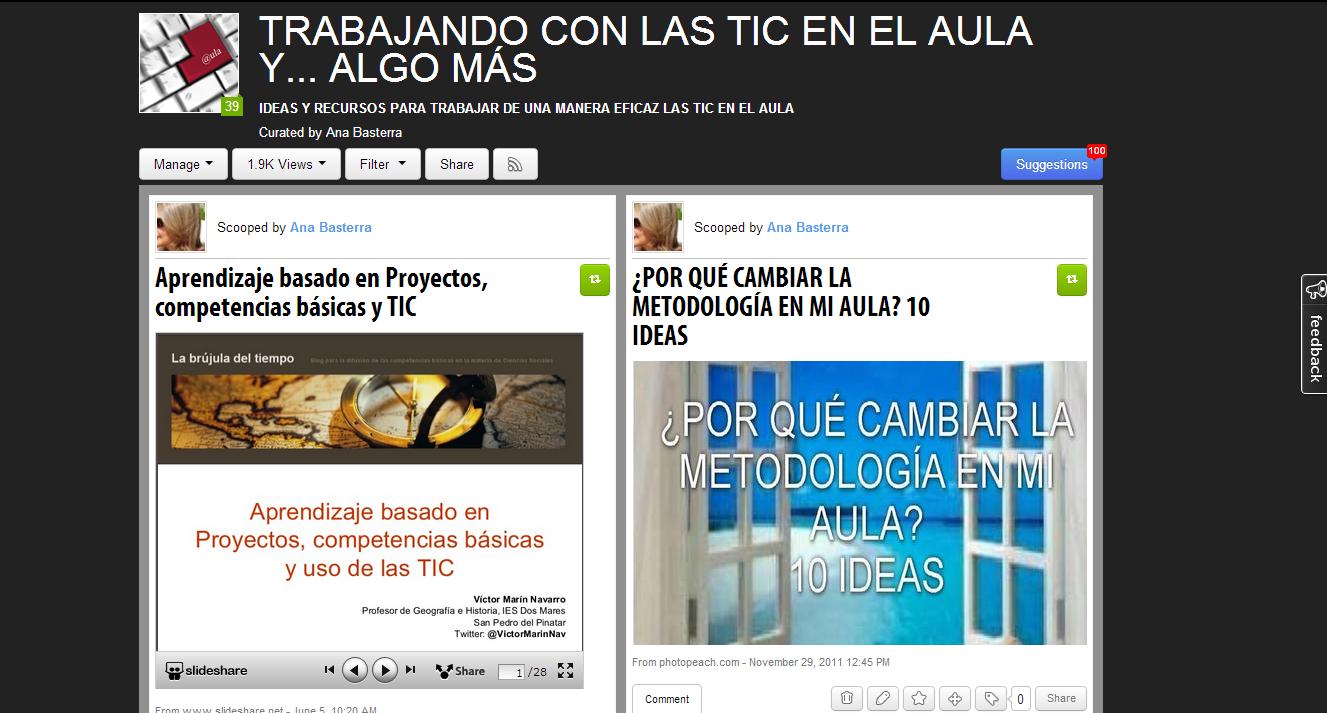 @ula
39
TRABAJANDO CON LAS TIC EN EL AULA
Y... ALGO MÁS
IDEAS Y RECURSOS PARA TRABAJAR DE UNA MANERA EFICAZ LAS TIC EN EL AULA
Curated by Ana Basterra
Manage
1.9K Views
Filter
Share
Suggestions
100
Scooped by Ana Basterra
Aprendizaje basado en Proyectos,
competencias básicas y TIC
La brújula del tiempo
Blog para la difusión de las competencias básicas en la materia de Ciencias Sociales
Aprendizaje basado en
Proyectos, competencias básicas
y uso de las TIC
Víctor Marín Navarro
Profesor de Geografía e Historia, IES Dos Mares
San Pedro del Pinatar
Twitter: @VictorMarinNav
slideshare
Share
1 /28
From www.slideshare.net - June 5, 10:20 AM
Scooped by Ana Basterra
¿POR QUÉ CAMBIAR LA
METODOLOGÍA EN MI AULA? 10
IDEAS
¿POR QUÉ CAMBIAR LA
METODOLOGÍA EN MI
AULA?
10 IDEAS
From photopeach.com - November 29, 2011 12:45 PM
Comment
0
Share
feedback